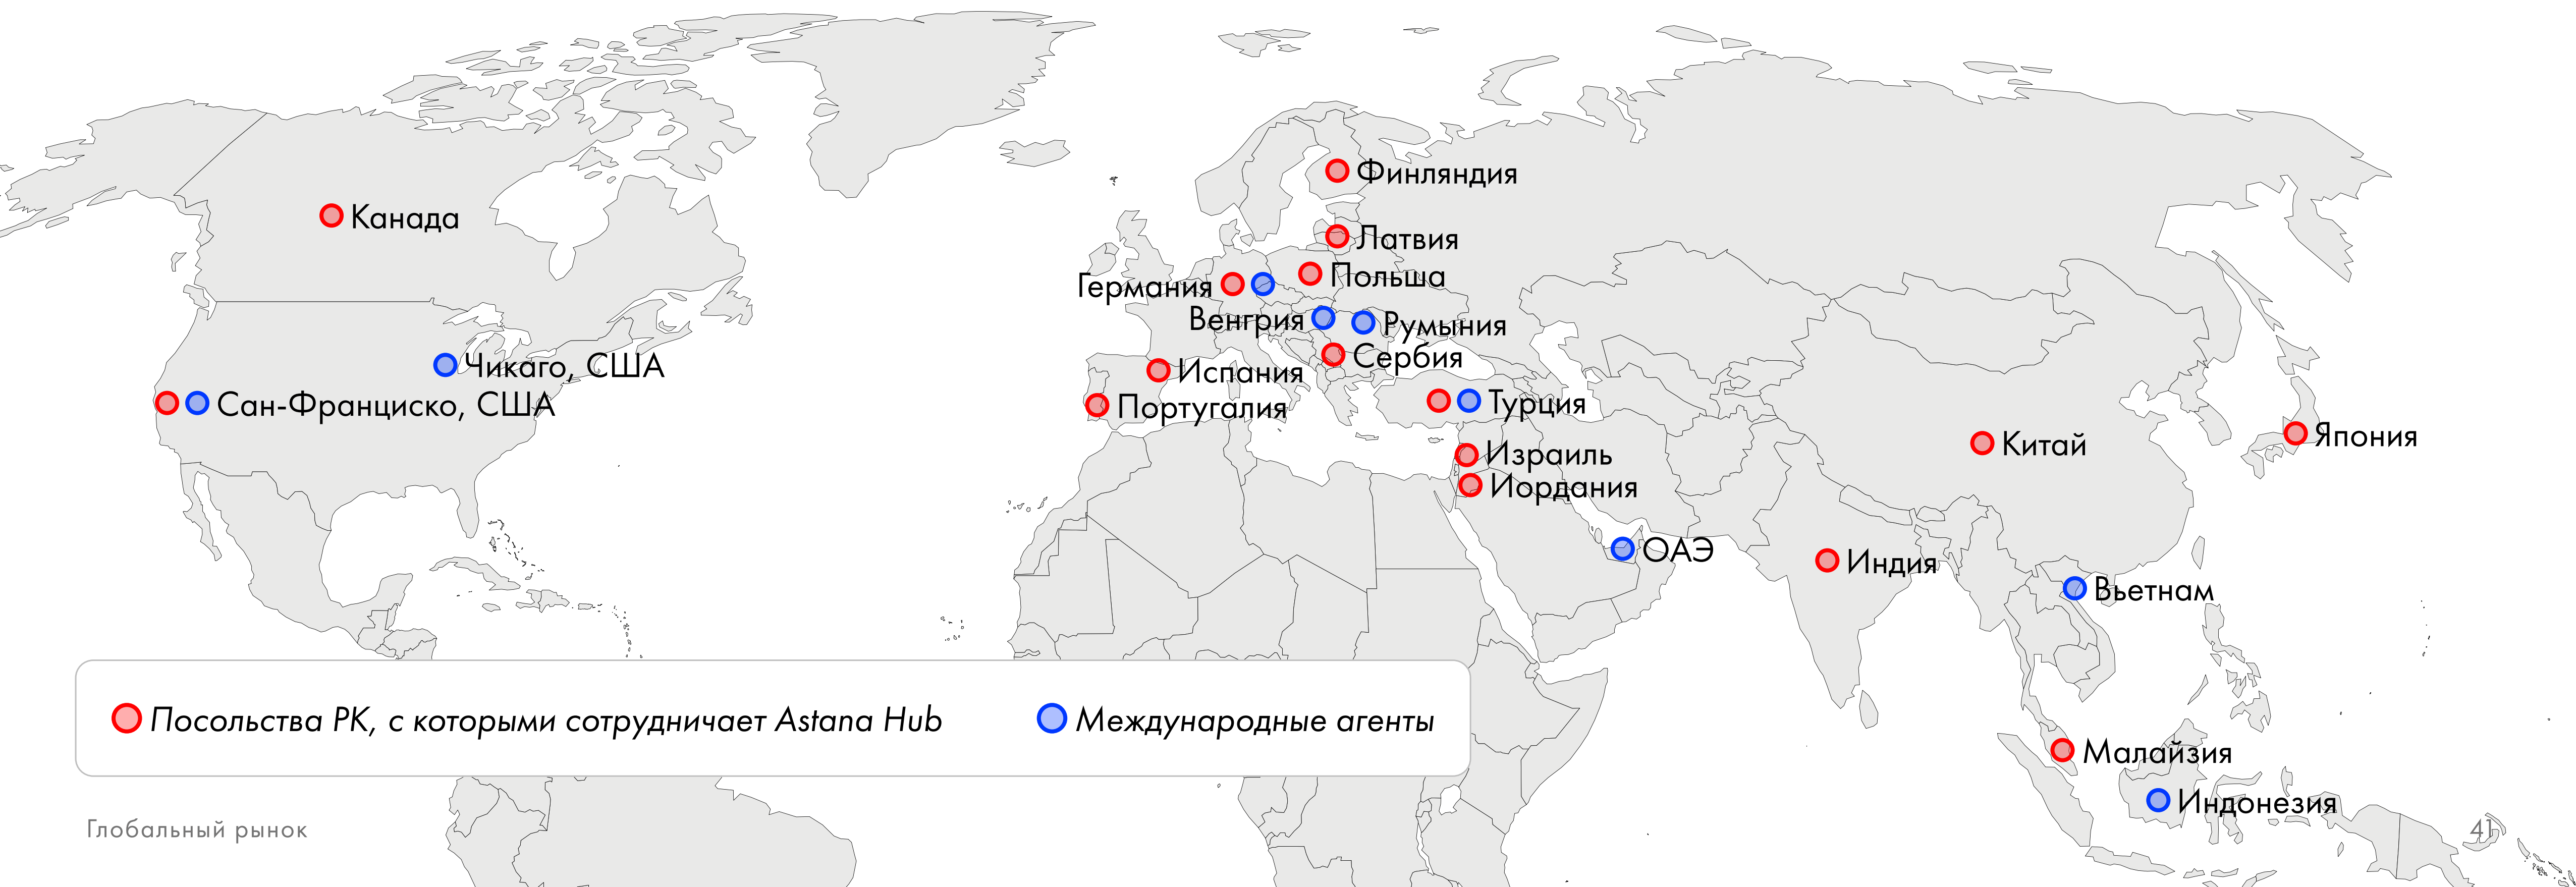 Финляндия
Канада
Латвия
Польша
Германия
Венгрия
Румыния
Сербия
Чикаго, США
Испания
Сан-Франциско, США
Португалия
Турция
Израиль
Китай
Япония
Иордания
ОАЭ
Индия
Вьетнам
Посольства РК, с которыми сотрудничает Astana Hub
Международные агенты
Малайзия
Индонезия
Глобальный рынок
41